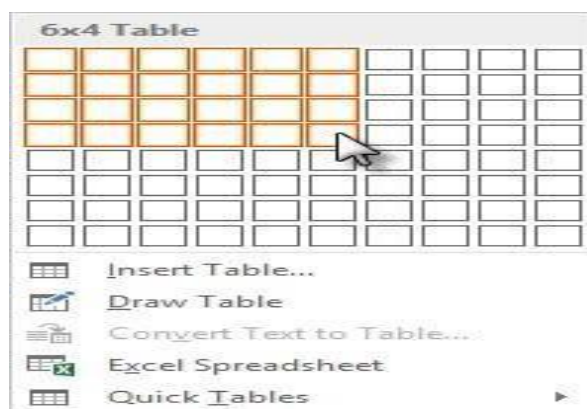 6x4 Table
Insert Table...
Draw Table
Convert Text to Table...
Excel Spreadsheet
Quick Tables